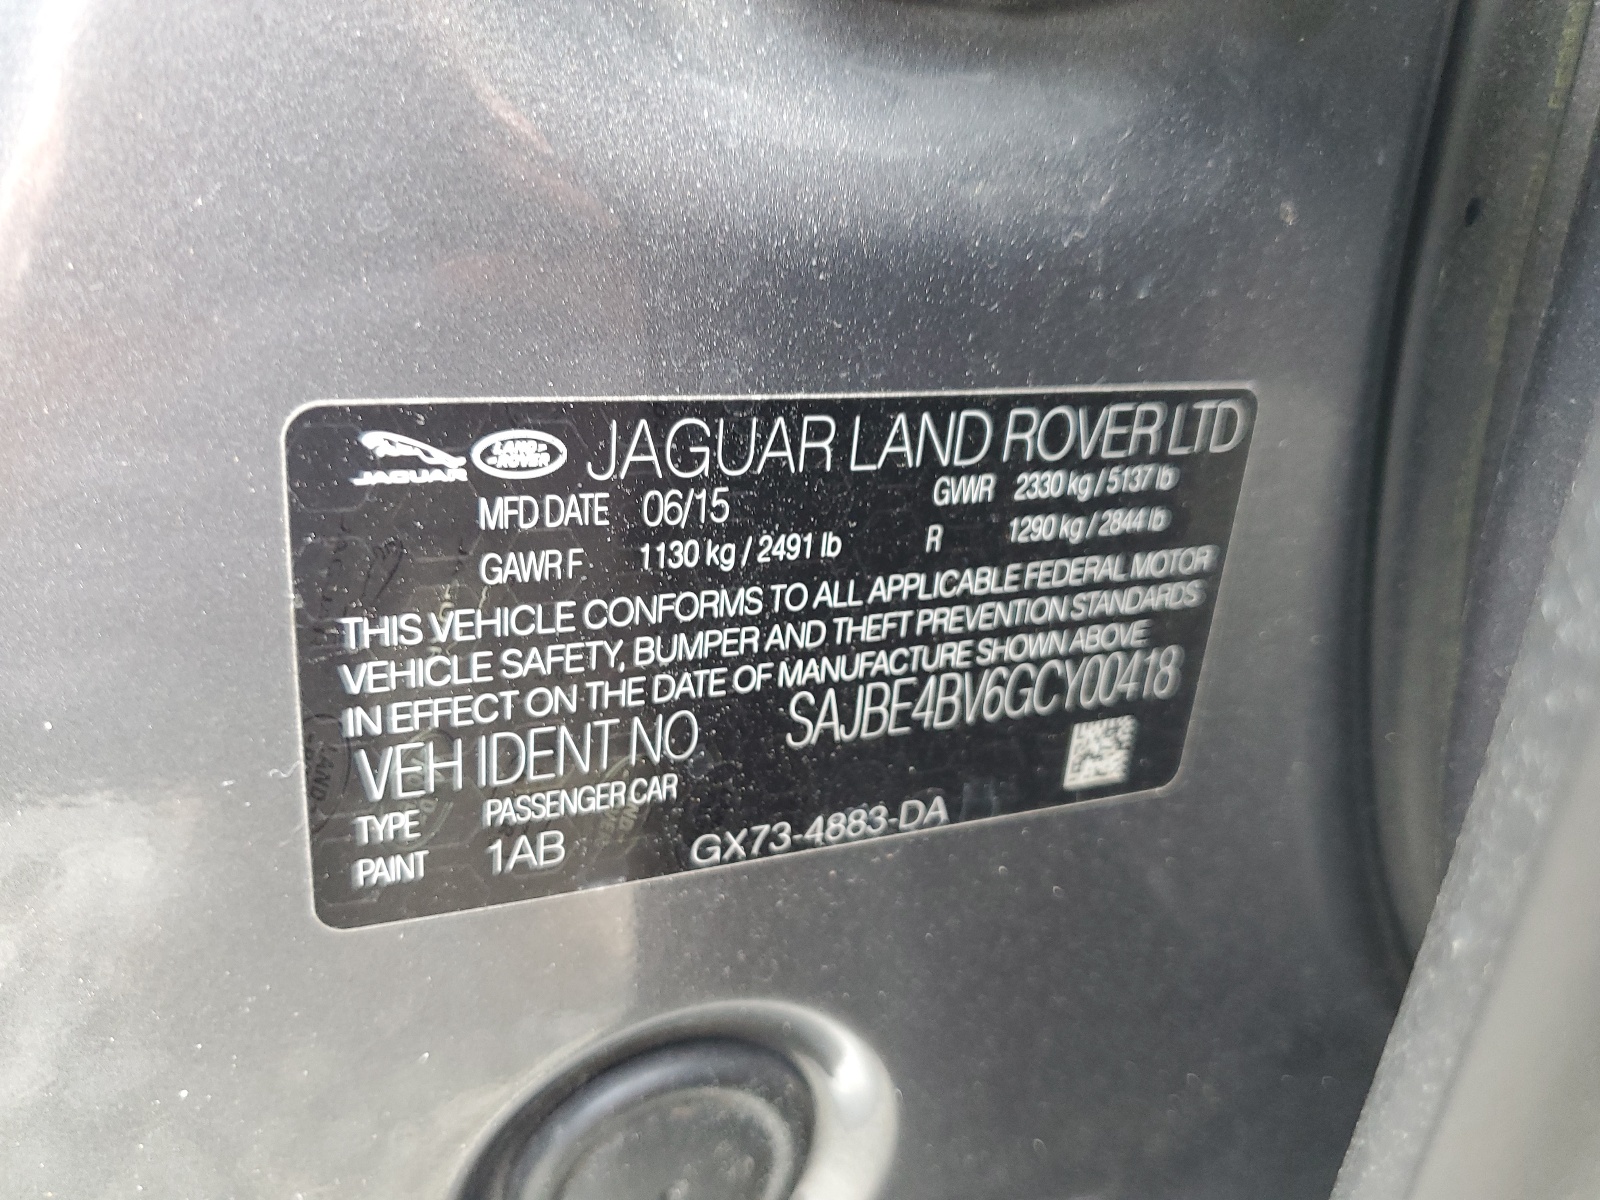 JAGUAR LAND ROVER JAGUAR LAND ROVER LTD
MFD DATE 06/15 GVWR 2330 kg / 5137 lb
GAWR F 1130 kg / 2491 lb R 1290 kg / 2844 lb
THIS VEHICLE CONFORMS TO ALL APPLICABLE FEDERAL MOTOR
VEHICLE SAFETY, BUMPER AND THEFT PREVENTION STANDARDS
IN EFFECT ON THE DATE OF MANUFACTURE SHOWN ABOVE
VEH IDENT NO SAJBE4BV6GCY00418
TYPE PASSENGER CAR
PAINT 1AB GX73-4883-DA